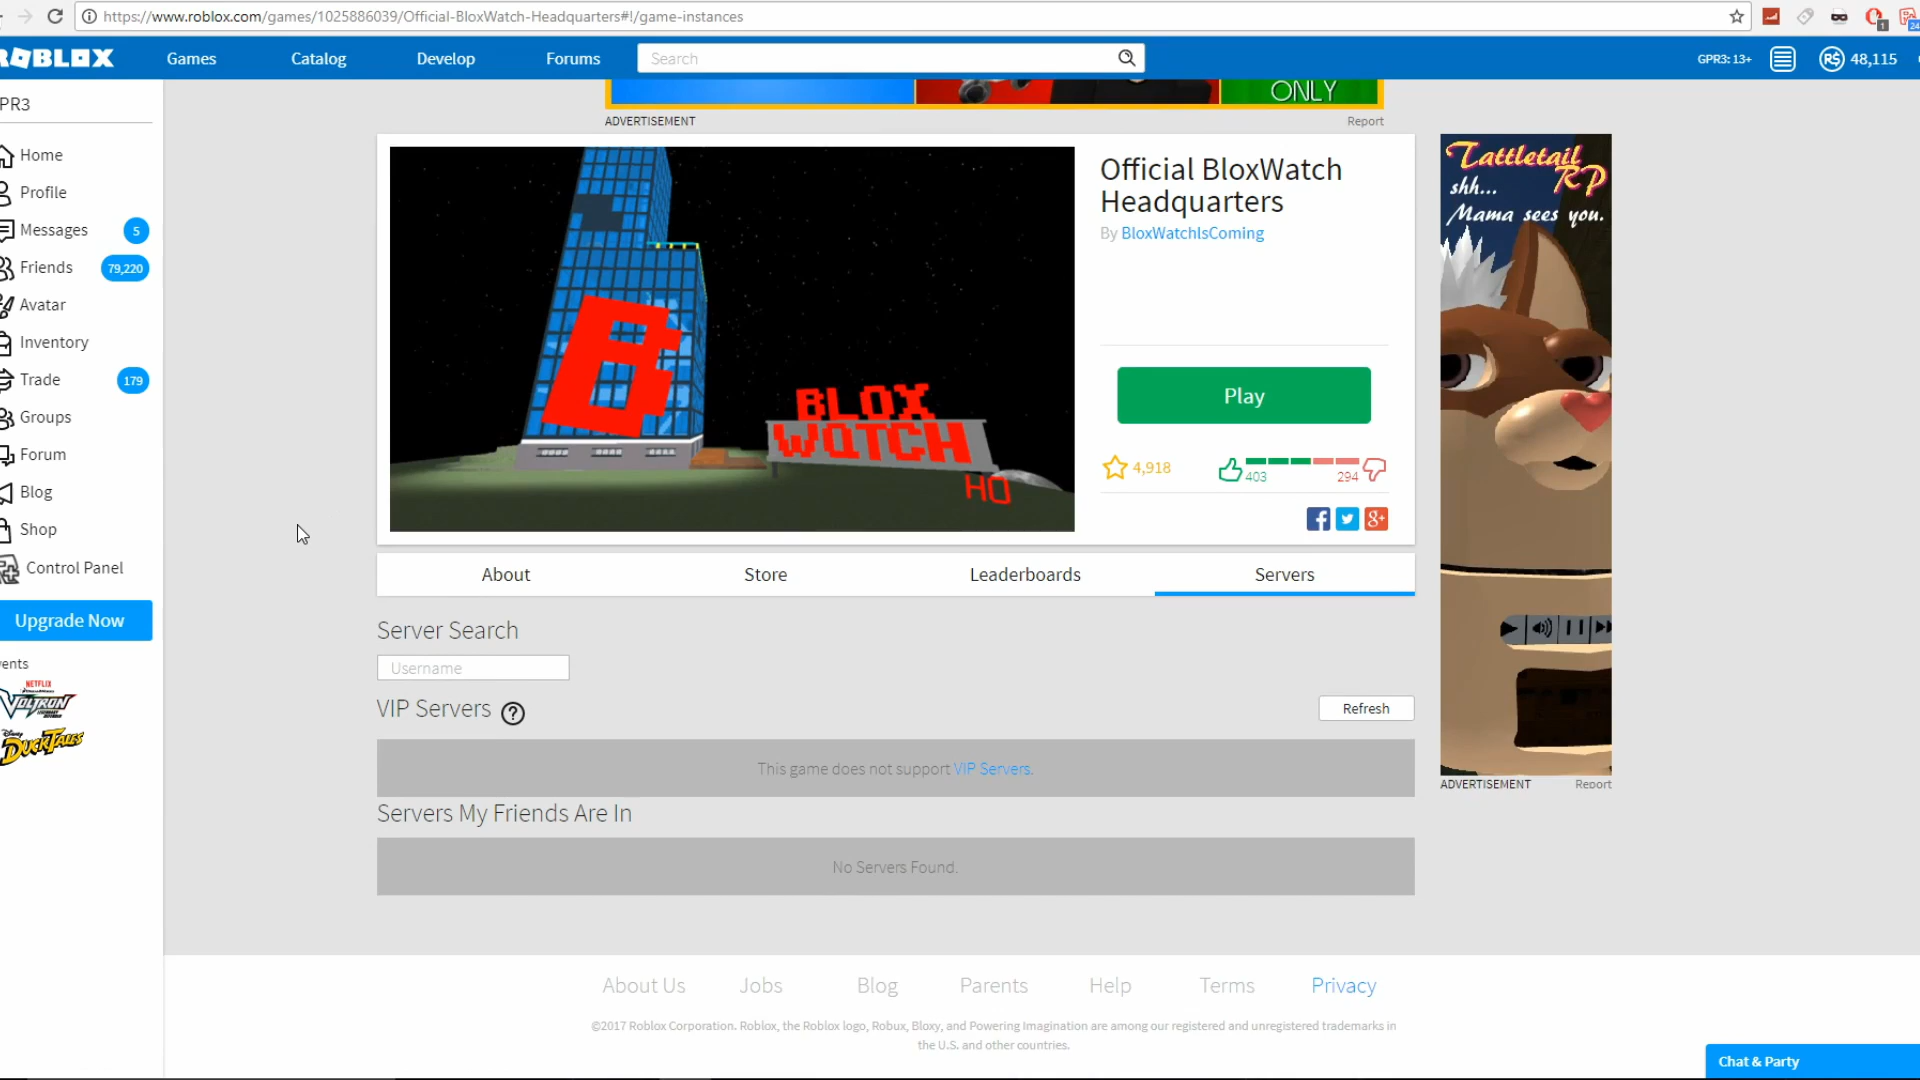 https://www.roblox.com/games/1025886039/Official-BloxWatch-Headquarters#!/game-instances
ROBLOX
Games
Catalog
Develop
Forums
Search
GPR3: 13+
R$ 48,115
ONLY
ADVERTISEMENT
Report
PR3
Home
Profile
Messages 5
Friends 79,220
Avatar
Inventory
Trade 179
Groups
Forum
Blog
Shop
Control Panel
Upgrade Now
vents
NETFLIX
VOLTRON
Disney
DUCKTALES
B
BLOX
WATCH
HQ
Official BloxWatch
Headquarters
By BloxWatchIsComing
Play
4,918
403
294
g+
Tattletail
RP
shh...
Mama sees you.
ADVERTISEMENT
Report
About
Store
Leaderboards
Servers
Server Search
Username
VIP Servers ?
Refresh
This game does not support VIP Servers.
Servers My Friends Are In
No Servers Found.
About Us
Jobs
Blog
Parents
Help
Terms
Privacy
©2017 Roblox Corporation. Roblox, the Roblox logo, Robux, Bloxy, and Powering Imagination are among our registered and unregistered trademarks in
the U.S. and other countries.
Chat & Party